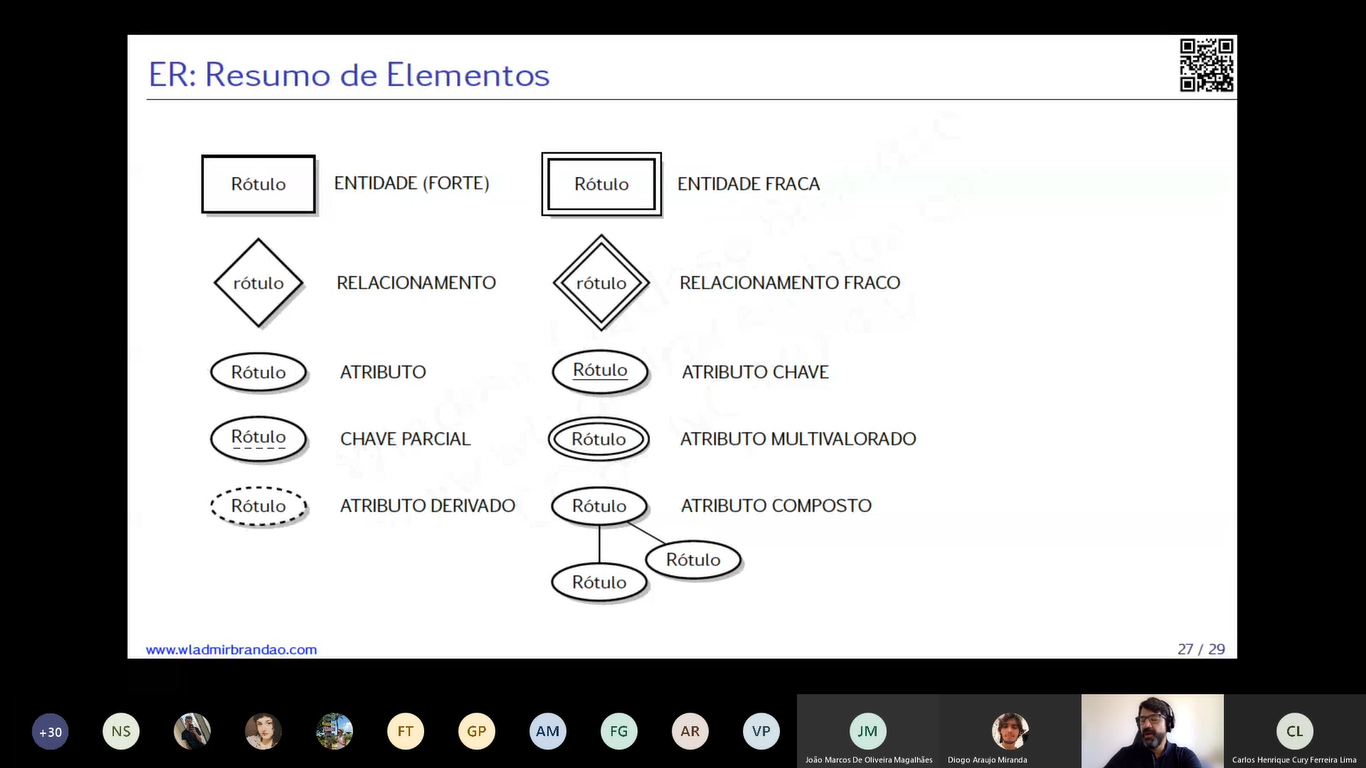 ER: Resumo de Elementos
Rótulo ENTIDADE (FORTE) Rótulo ENTIDADE FRACA
rótulo RELACIONAMENTO rótulo RELACIONAMENTO FRACO
Rótulo ATRIBUTO Rótulo ATRIBUTO CHAVE
Rótulo CHAVE PARCIAL Rótulo ATRIBUTO MULTIVALORADO
Rótulo ATRIBUTO DERIVADO Rótulo ATRIBUTO COMPOSTO
Rótulo
Rótulo
www.wladmirbrandao.com 27 / 29
+30 NS FT GP AM FG AR VP JM CL
João Marcos De Oliveira Magalhães Diogo Araujo Miranda Carlos Henrique Cury Ferreira Lima